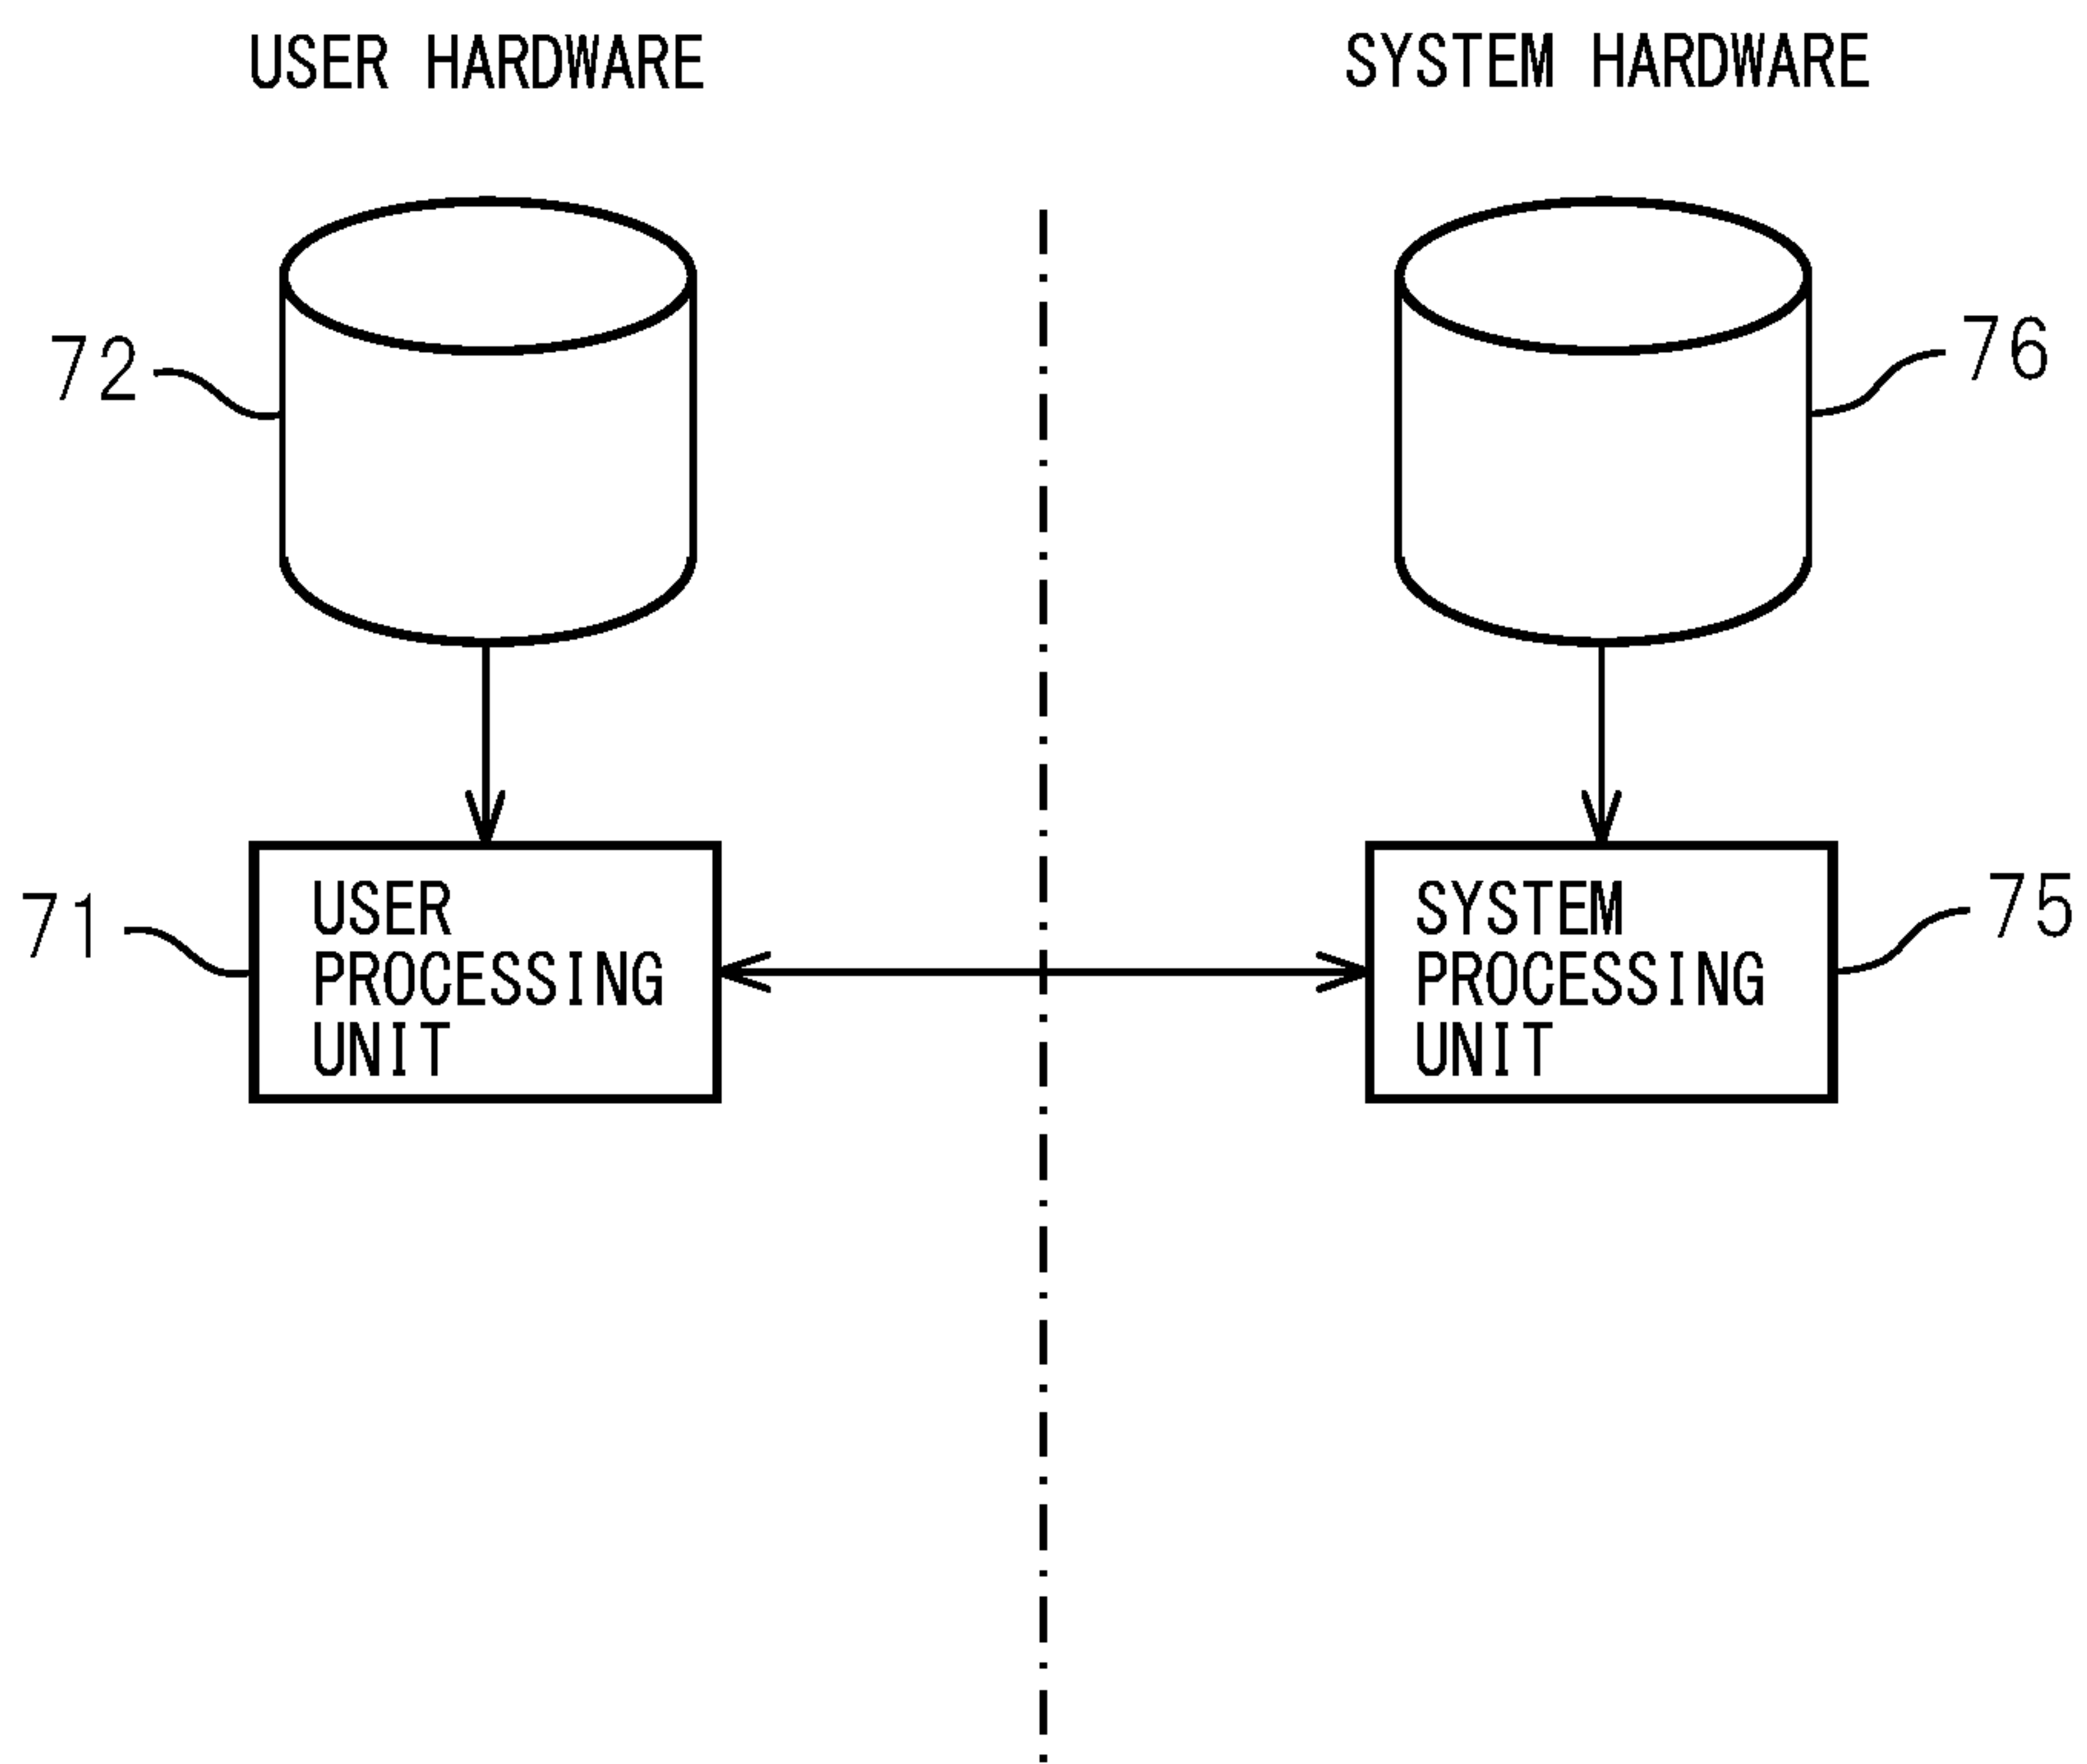 USER HARDWARE
SYSTEM HARDWARE
72
76
71
USER
PROCESSING
UNIT
SYSTEM
PROCESSING
UNIT
75